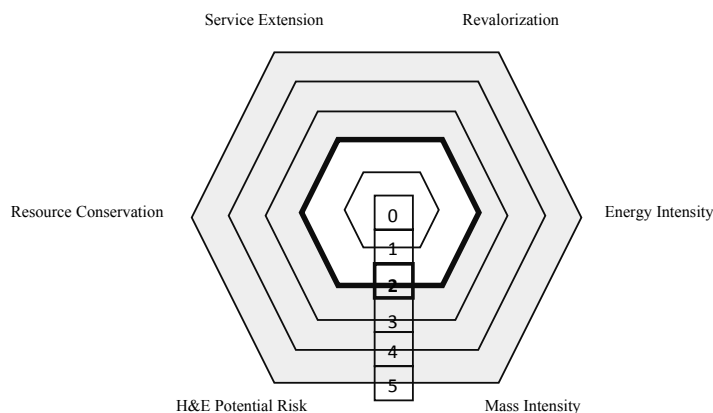 Service Extension Revalorization
Resource Conservation Energy Intensity
0
1
2
3
4
5
H&E Potential Risk Mass Intensity